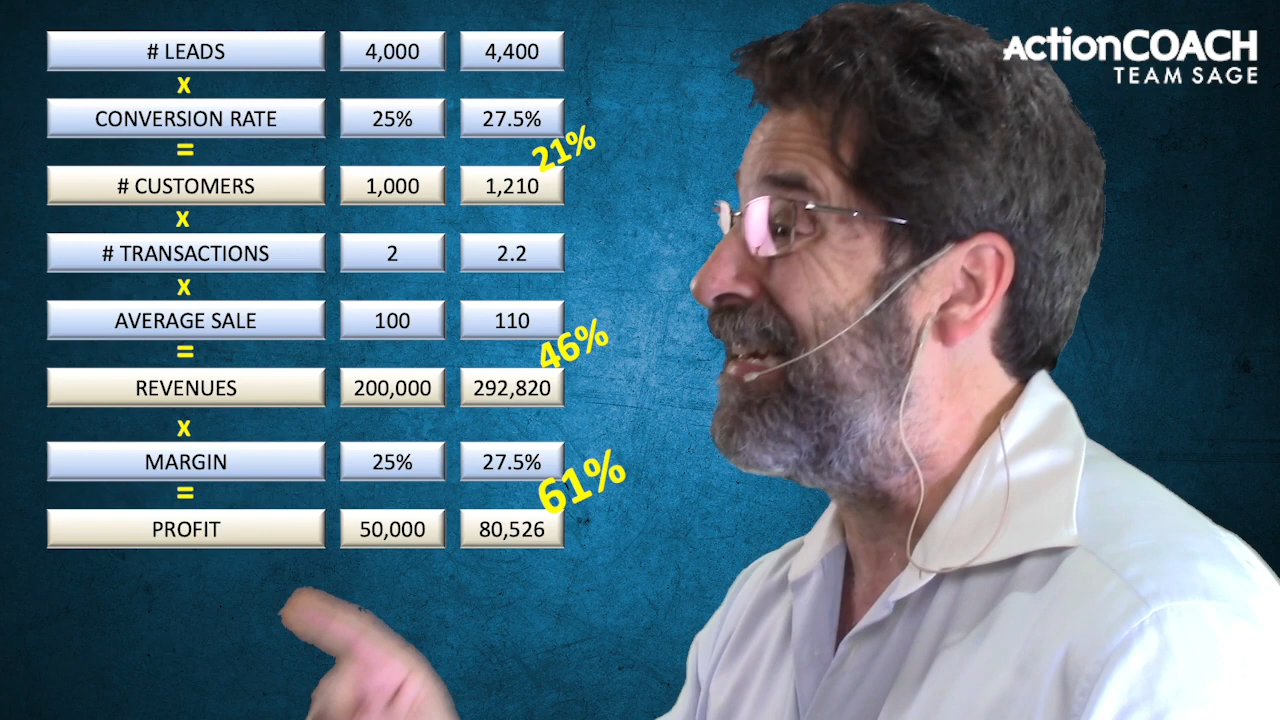 # LEADS 4,000 4,400
x
CONVERSION RATE 25% 27.5%
= 21%
# CUSTOMERS 1,000 1,210
x
# TRANSACTIONS 2 2.2
x
AVERAGE SALE 100 110
= 46%
REVENUES 200,000 292,820
x
MARGIN 25% 27.5%
= 61%
PROFIT 50,000 80,526
ActionCOACH
TEAM SAGE